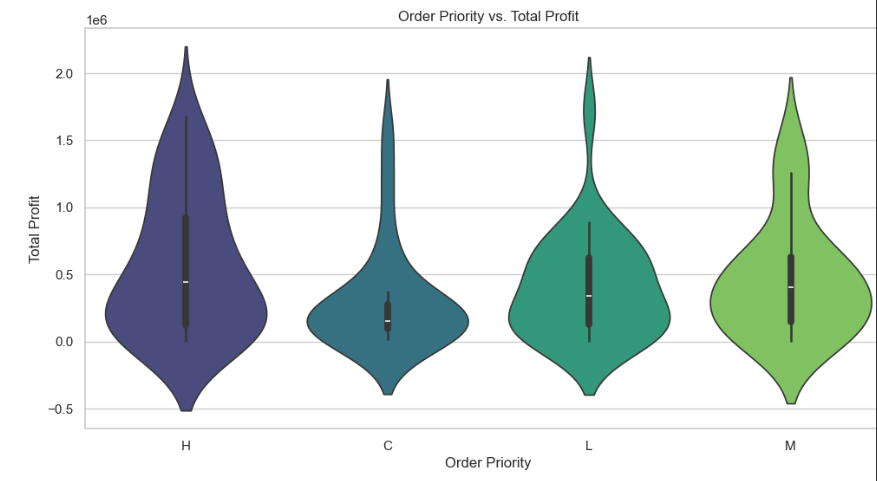 Order Priority vs. Total Profit
1e6
2.0
1.5
1.0
0.5
0.0
−0.5
Total Profit
H C L M
Order Priority